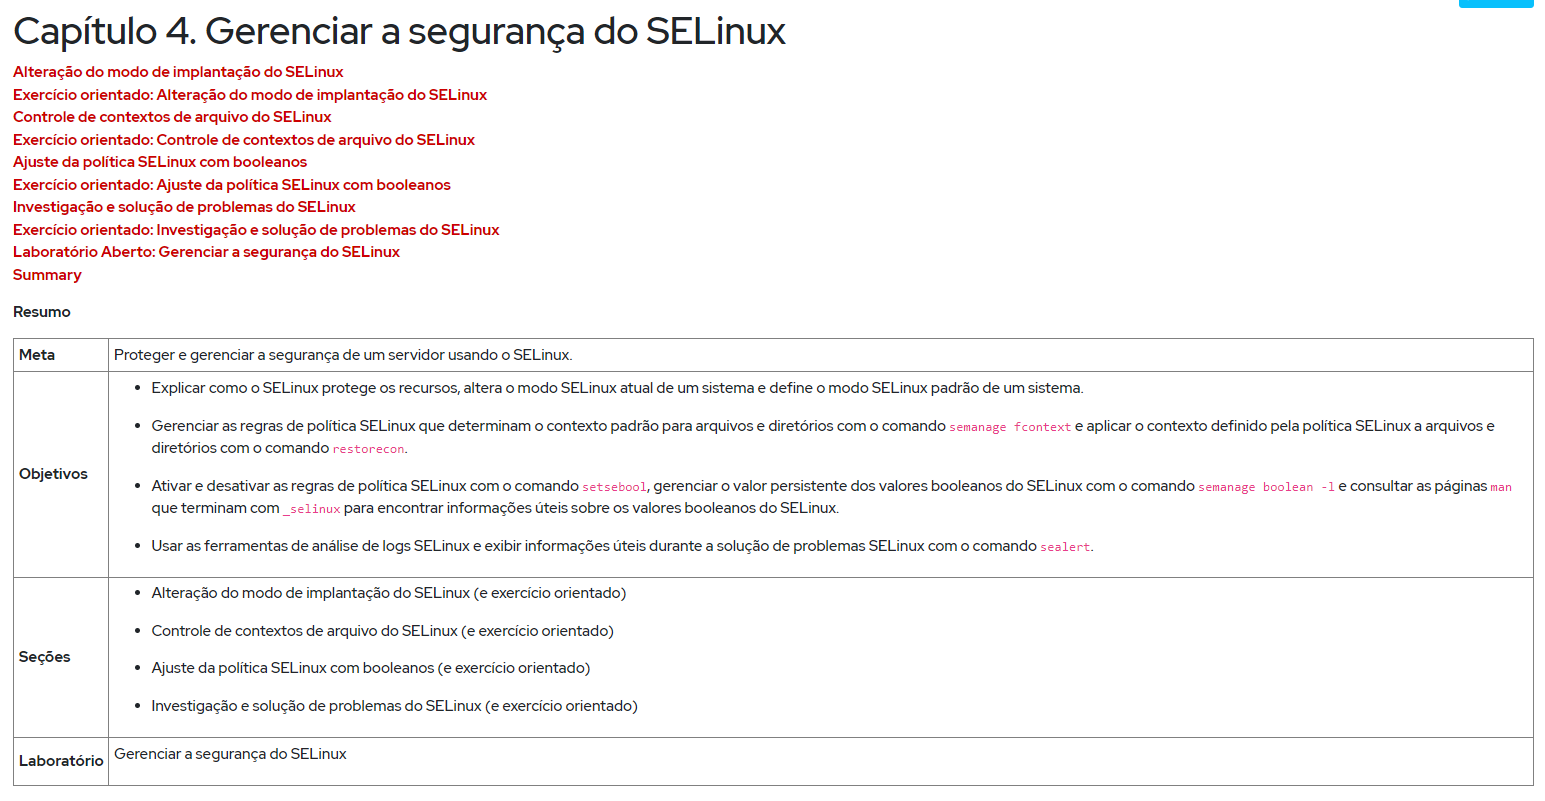 Capítulo 4. Gerenciar a segurança do SELinux
Alteração do modo de implantação do SELinux
Exercício orientado: Alteração do modo de implantação do SELinux
Controle de contextos de arquivo do SELinux
Exercício orientado: Controle de contextos de arquivo do SELinux
Ajuste da política SELinux com booleanos
Exercício orientado: Ajuste da política SELinux com booleanos
Investigação e solução de problemas do SELinux
Exercício orientado: Investigação e solução de problemas do SELinux
Laboratório Aberto: Gerenciar a segurança do SELinux
Summary
Resumo
Meta
Proteger e gerenciar a segurança de um servidor usando o SELinux.
Objetivos
• Explicar como o SELinux protege os recursos, altera o modo SELinux atual de um sistema e define o modo SELinux padrão de um sistema.
• Gerenciar as regras de política SELinux que determinam o contexto padrão para arquivos e diretórios com o comando semanage fcontext e aplicar o contexto definido pela política SELinux a arquivos e
diretórios com o comando restorecon.
• Ativar e desativar as regras de política SELinux com o comando setsebool, gerenciar o valor persistente dos valores booleanos do SELinux com o comando semanage boolean -l e consultar as páginas man
que terminam com _selinux para encontrar informações úteis sobre os valores booleanos do SELinux.
• Usar as ferramentas de análise de logs SELinux e exibir informações úteis durante a solução de problemas SELinux com o comando sealert.
Seções
• Alteração do modo de implantação do SELinux (e exercício orientado)
• Controle de contextos de arquivo do SELinux (e exercício orientado)
• Ajuste da política SELinux com booleanos (e exercício orientado)
• Investigação e solução de problemas do SELinux (e exercício orientado)
Laboratório
Gerenciar a segurança do SELinux